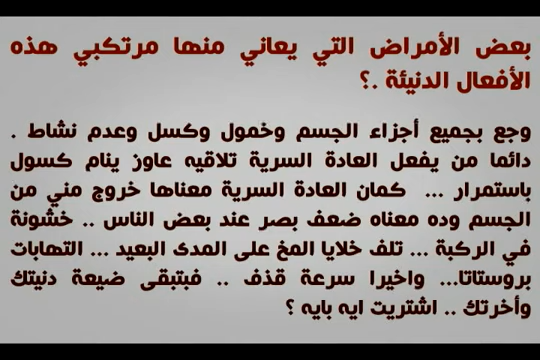 بعض الأمراض التي يعاني منها مرتكبي هذه
الأفعال الدنيئة .؟
وجع بجميع أجزاء الجسم وخمول وكسل وعدم نشاط .
دائما من يفعل العادة السرية تلاقيه عاوز ينام كسول
باستمرار ... كمان العادة السرية معناها خروج مني من
الجسم وده معناه ضعف بصر عند بعض الناس .. خشونة
في الركبة ... تلف خلايا المخ على المدى البعيد ... التهابات
بروستاتا... واخيرا سرعة قذف .. فبتبقى ضيعة دنيتك
وأخرتك .. اشتريت ايه بايه ؟